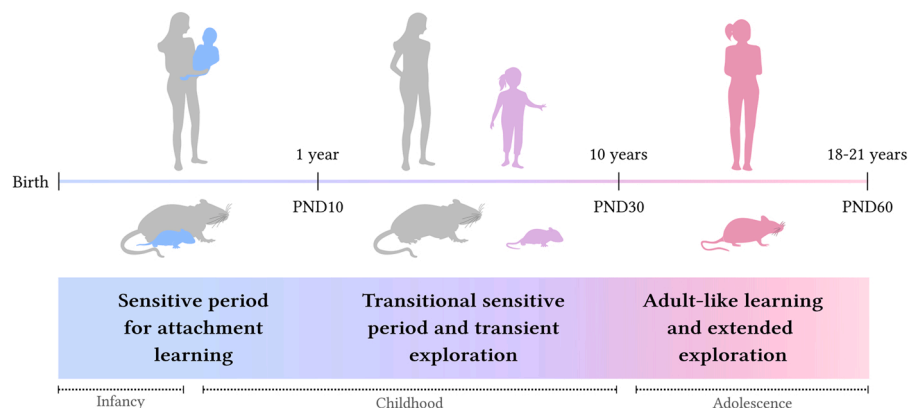 1 year
10 years
18-21 years
Birth
PND10
PND30
PND60
Sensitive period
for attachment
learning
Transitional sensitive
period and transient
exploration
Adult-like learning
and extended
exploration
Infancy
Childhood
Adolescence